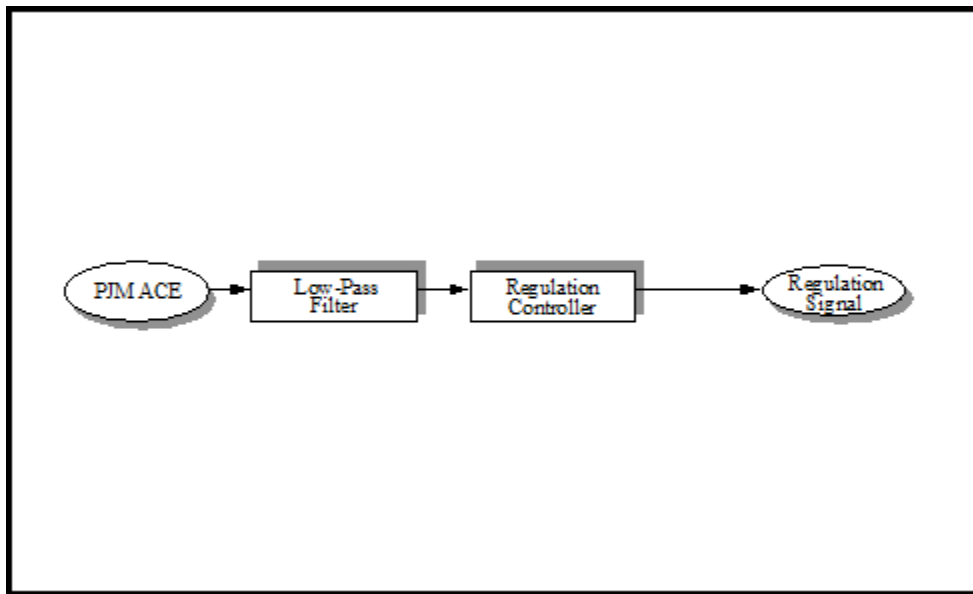 PJM ACE
Low-Pass
Filter
Regulation
Controller
Regulation
Signal